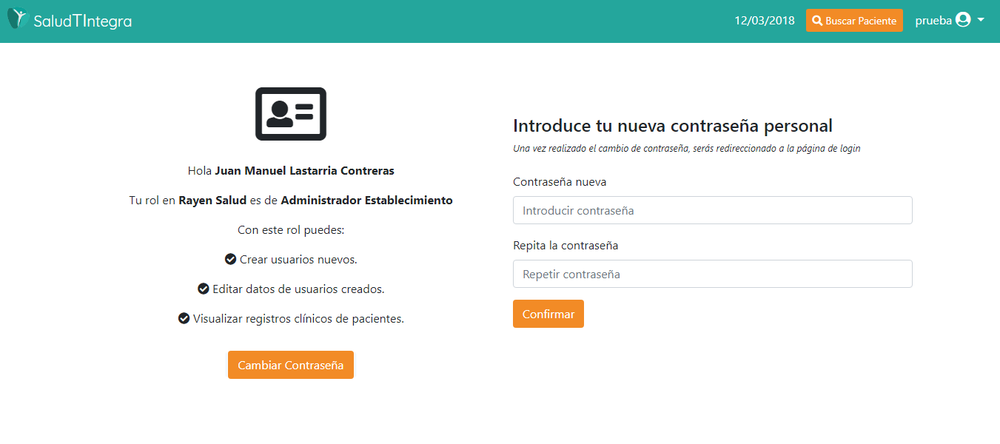 SaludTIntegra
12/03/2018
Buscar Paciente
prueba
Hola Juan Manuel Lastarria Contreras
Tu rol en Rayen Salud es de Administrador Establecimiento
Con este rol puedes:
Crear usuarios nuevos.
Editar datos de usuarios creados.
Visualizar registros clínicos de pacientes.
Cambiar Contraseña
Introduce tu nueva contraseña personal
Una vez realizado el cambio de contraseña, serás redireccionado a la página de login
Contraseña nueva
Introducir contraseña
Repita la contraseña
Repetir contraseña
Confirmar